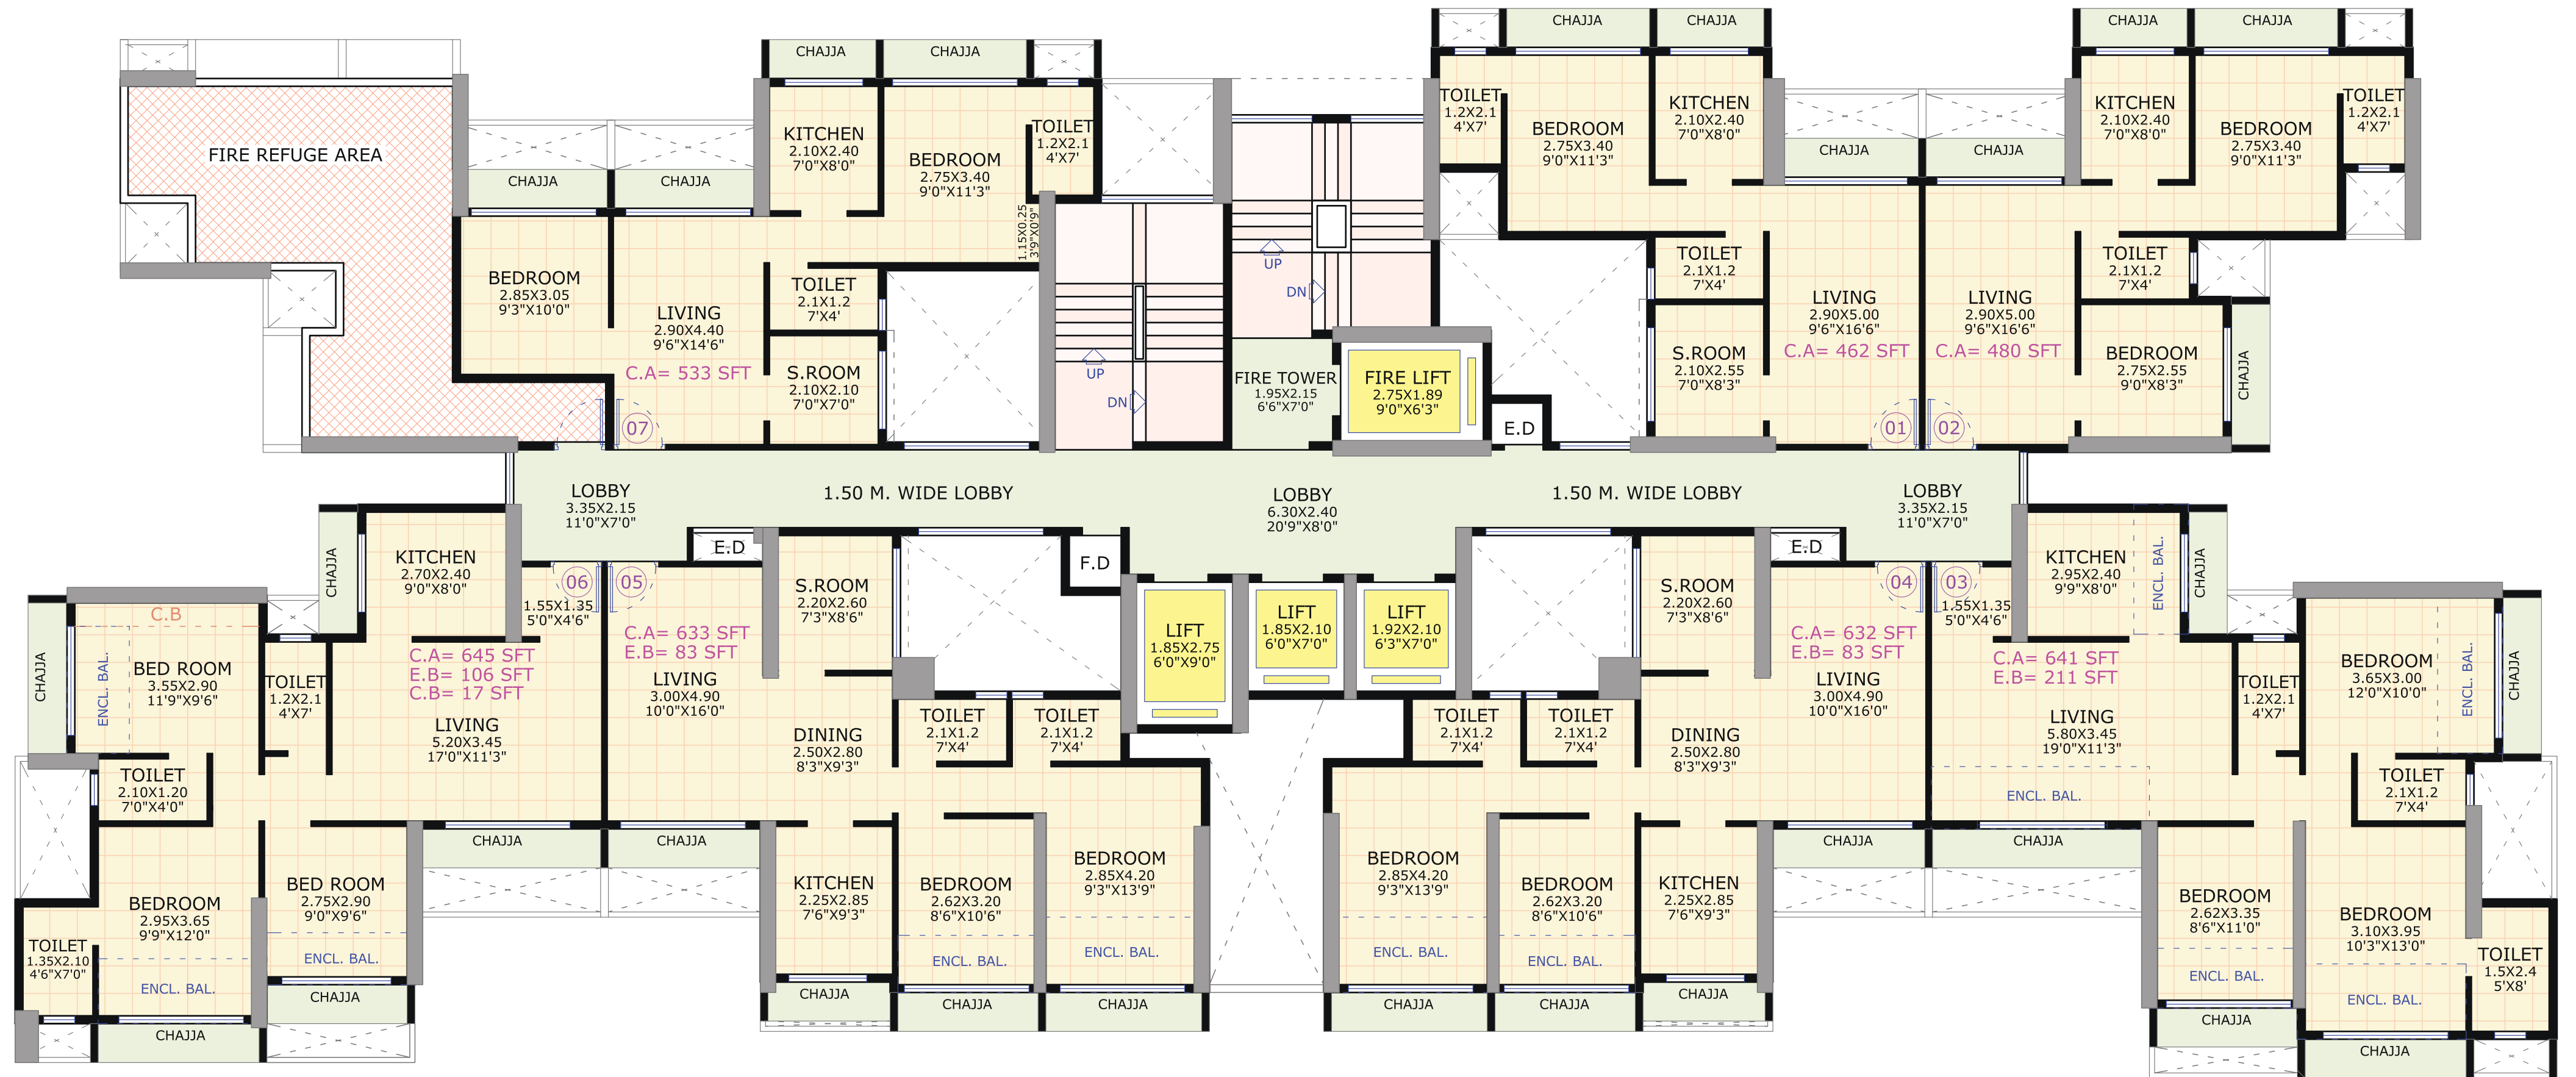 CHAJJA
CHAJJA
CHAJJA
CHAJJA
CHAJJA
CHAJJA
FIRE REFUGE AREA
CHAJJA
CHAJJA
KITCHEN
2.10X2.40
7'0"X8'0"
BEDROOM
2.75X3.40
9'0"X11'3"
TOILET
1.2X2.1
4'X7'
1.15X0.25
3'9"X0'9"
BEDROOM
2.85X3.05
9'3"X10'0"
LIVING
2.90X4.40
9'6"X14'6"
C.A= 533 SFT
TOILET
2.1X1.2
7'X4'
S.ROOM
2.10X2.10
7'0"X7'0"
07
UP
DN
UP
DN
FIRE TOWER
1.95X2.15
6'6"X7'0"
FIRE LIFT
2.75X1.89
9'0"X6'3"
E.D
TOILET
1.2X2.1
4'X7'
BEDROOM
2.75X3.40
9'0"X11'3"
KITCHEN
2.10X2.40
7'0"X8'0"
CHAJJA
CHAJJA
TOILET
2.1X1.2
7'X4'
S.ROOM
2.10X2.55
7'0"X8'3"
LIVING
2.90X5.00
9'6"X16'6"
C.A= 462 SFT
01
LIVING
2.90X5.00
9'6"X16'6"
C.A= 480 SFT
02
KITCHEN
2.10X2.40
7'0"X8'0"
BEDROOM
2.75X3.40
9'0"X11'3"
TOILET
1.2X2.1
4'X7'
TOILET
2.1X1.2
7'X4'
BEDROOM
2.75X2.55
9'0"X8'3"
CHAJJA
LOBBY
3.35X2.15
11'0"X7'0"
1.50 M. WIDE LOBBY
LOBBY
6.30X2.40
20'9"X8'0"
1.50 M. WIDE LOBBY
LOBBY
3.35X2.15
11'0"X7'0"
CHAJJA
KITCHEN
2.70X2.40
9'0"X8'0"
06
1.55X1.35
5'0"X4'6"
C.A= 645 SFT
E.B= 106 SFT
C.B= 17 SFT
LIVING
5.20X3.45
17'0"X11'3"
CHAJJA
C.B
ENCL. BAL.
BED ROOM
3.55X2.90
11'9"X9'6"
TOILET
1.2X2.1
4'X7'
TOILET
2.10X1.20
7'0"X4'0"
BEDROOM
2.95X3.65
9'9"X12'0"
ENCL. BAL.
TOILET
1.35X2.10
4'6"X7'0"
BED ROOM
2.75X2.90
9'0"X9'6"
ENCL. BAL.
CHAJJA
CHAJJA
CHAJJA
05
E.D
C.A= 633 SFT
E.B= 83 SFT
LIVING
3.00X4.90
10'0"X16'0"
CHAJJA
S.ROOM
2.20X2.60
7'3"X8'6"
DINING
2.50X2.80
8'3"X9'3"
KITCHEN
2.25X2.85
7'6"X9'3"
CHAJJA
F.D
TOILET
2.1X1.2
7'X4'
TOILET
2.1X1.2
7'X4'
BEDROOM
2.62X3.20
8'6"X10'6"
ENCL. BAL.
CHAJJA
BEDROOM
2.85X4.20
9'3"X13'9"
ENCL. BAL.
CHAJJA
LIFT
1.85X2.75
6'0"X9'0"
LIFT
1.85X2.10
6'0"X7'0"
LIFT
1.92X2.10
6'3"X7'0"
TOILET
2.1X1.2
7'X4'
TOILET
2.1X1.2
7'X4'
BEDROOM
2.85X4.20
9'3"X13'9"
ENCL. BAL.
CHAJJA
BEDROOM
2.62X3.20
8'6"X10'6"
ENCL. BAL.
CHAJJA
S.ROOM
2.20X2.60
7'3"X8'6"
DINING
2.50X2.80
8'3"X9'3"
KITCHEN
2.25X2.85
7'6"X9'3"
CHAJJA
E.D
04
C.A= 632 SFT
E.B= 83 SFT
LIVING
3.00X4.90
10'0"X16'0"
CHAJJA
03
1.55X1.35
5'0"X4'6"
C.A= 641 SFT
E.B= 211 SFT
LIVING
5.80X3.45
19'0"X11'3"
ENCL. BAL.
CHAJJA
KITCHEN
2.95X2.40
9'9"X8'0"
ENCL. BAL.
CHAJJA
TOILET
1.2X2.1
4'X7'
BEDROOM
3.65X3.00
12'0"X10'0"
ENCL. BAL.
CHAJJA
TOILET
2.1X1.2
7'X4'
BEDROOM
2.62X3.35
8'6"X11'0"
ENCL. BAL.
CHAJJA
BEDROOM
3.10X3.95
10'3"X13'0"
ENCL. BAL.
CHAJJA
TOILET
1.5X2.4
5'X8'